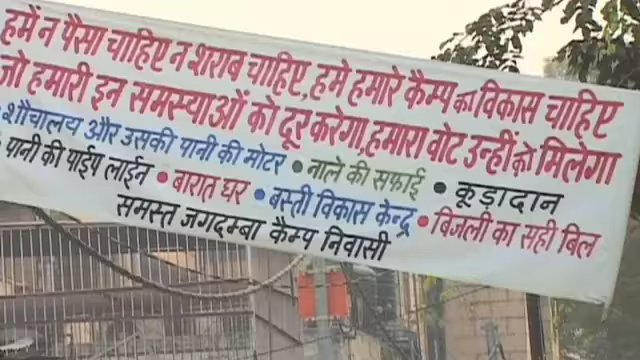 हमें न पैसा चाहिए न शराब चाहिए, हमे हमारे कैम्प का विकास चाहिए
जो हमारी इन समस्याओं को दूर करेगा, हमारा वोट उन्हीं को मिलेगा
शौचालय और उसकी पानी की मोटर • नाले की सफाई • कूड़ादान
• पानी की पाईप लाईन • बारात घर • बस्ती विकास केन्द्र • बिजली का सही बिल
समस्त जगदम्बा कैम्प निवासी